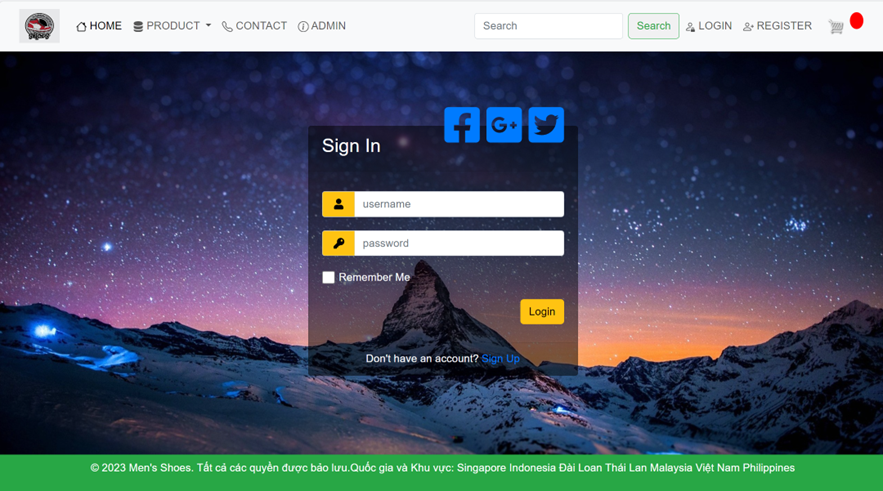 HOME PRODUCT CONTACT ADMIN Search Search LOGIN REGISTER
Sign In
username
password
Remember Me
Login
Don't have an account? Sign Up
© 2023 Men's Shoes. Tất cả các quyền được bảo lưu.Quốc gia và Khu vực: Singapore Indonesia Đài Loan Thái Lan Malaysia Việt Nam Philippines